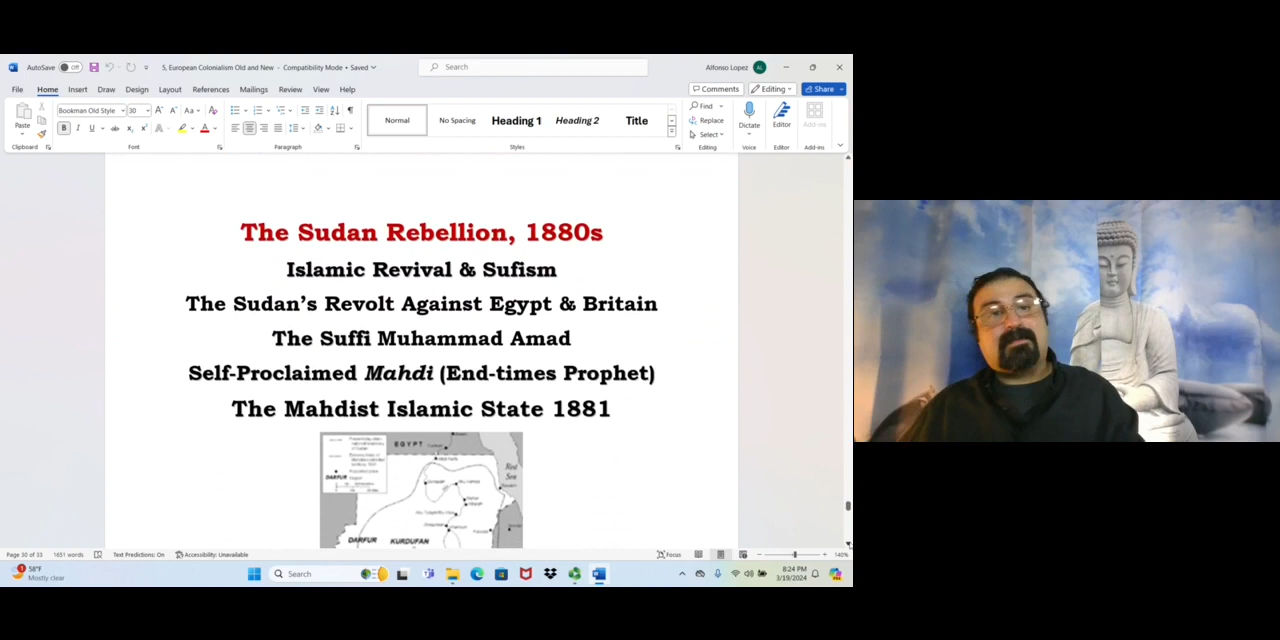 AutoSave Off 5, European Colonialism Old and New - Compatibility Mode • Saved Search Alfonso Lopez AL
File Home Insert Draw Design Layout References Mailings Review View Help Comments Editing Share
Paste Bookman Old Style 30 Normal No Spacing Heading 1 Heading 2 Title Find Replace Select Dictate Editor Add-ins
Clipboard Font Paragraph Styles Editing Voice Editor Add-ins
The Sudan Rebellion, 1880s
Islamic Revival & Sufism
The Sudan's Revolt Against Egypt & Britain
The Suffi Muhammad Amad
Self-Proclaimed Mahdi (End-times Prophet)
The Mahdist Islamic State 1881
EGYPT
Red
Sea
DARFUR
DARFUR KURDUFAN
Page 30 of 33 1651 words Text Predictions: On Accessibility: Unavailable Focus 140%
1 58°F
Mostly clear
Search
8:24 PM
3/19/2024